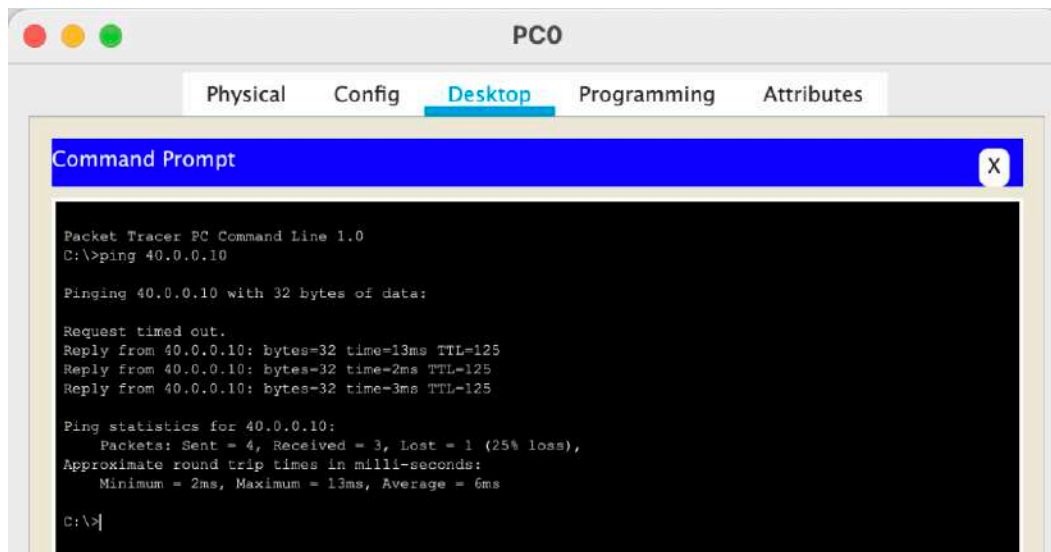 PC0
Physical Config Desktop Programming Attributes
Command Prompt
X
Packet Tracer PC Command Line 1.0
C:\>ping 40.0.0.10
Pinging 40.0.0.10 with 32 bytes of data:
Request timed out.
Reply from 40.0.0.10: bytes=32 time=13ms TTL=125
Reply from 40.0.0.10: bytes=32 time=2ms TTL=125
Reply from 40.0.0.10: bytes=32 time=3ms TTL=125
Ping statistics for 40.0.0.10:
Packets: Sent = 4, Received = 3, Lost = 1 (25% loss),
Approximate round trip times in milli-seconds:
Minimum = 2ms, Maximum = 13ms, Average = 6ms
C:\>